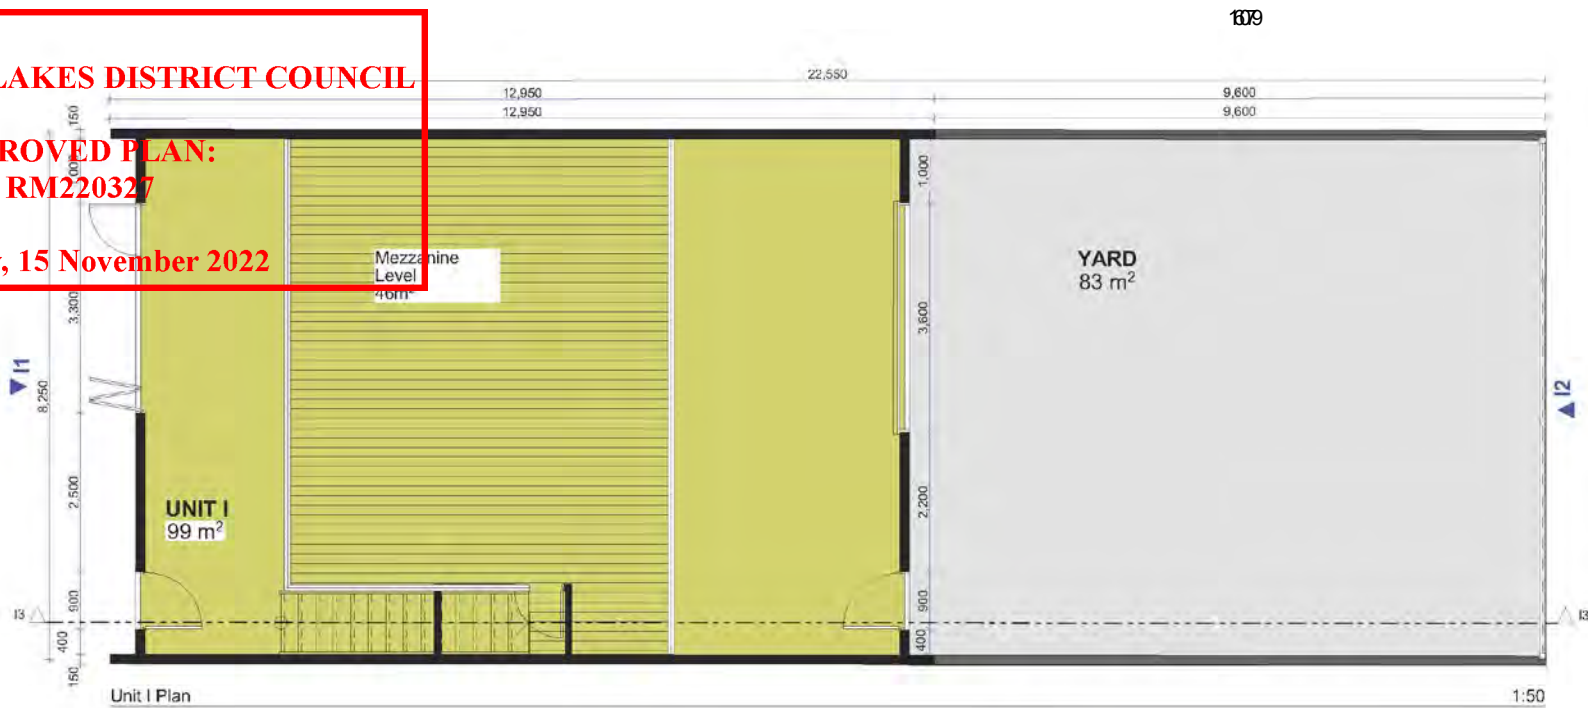 LAKES DISTRICT COUNCIL
ROVED PLAN:
RM220327
, 15 November 2022
22,550
12,950
9,600
12,950
9,600
150
3,300
8,250
2,500
900
400
150
1,000
3,600
2,200
900
400
Mezzanine
Level
46m²
YARD
83 m²
UNIT I
99 m²
I1
I2
I3
I3
Unit I Plan
1:50